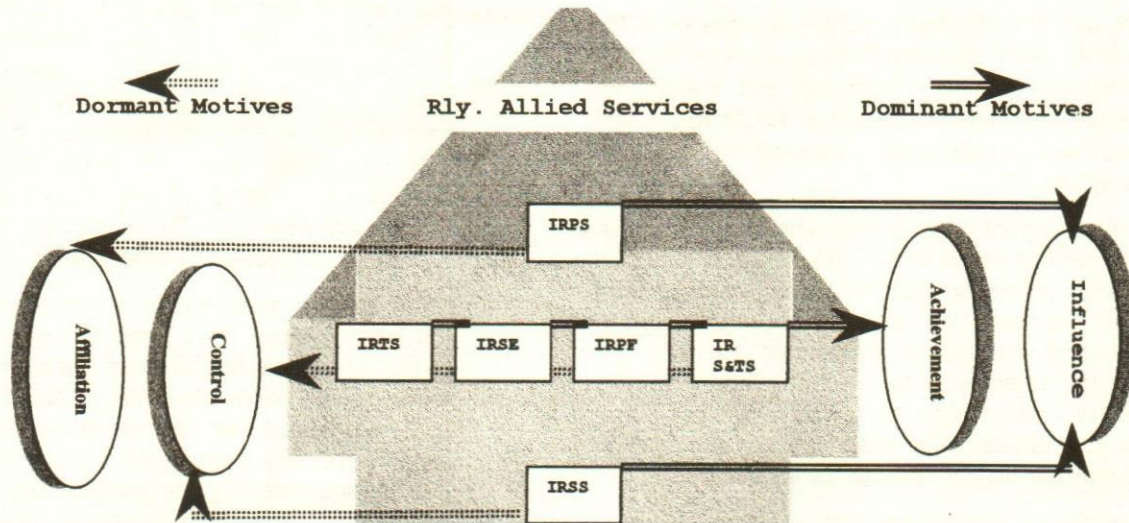 Dormant Motives
Rly. Allied Services
Dominant Motives
IRPS
Affiliation
Control
IRTS
IRSE
IRPF
IR
S&TS
Achievement
Influence
IRSS